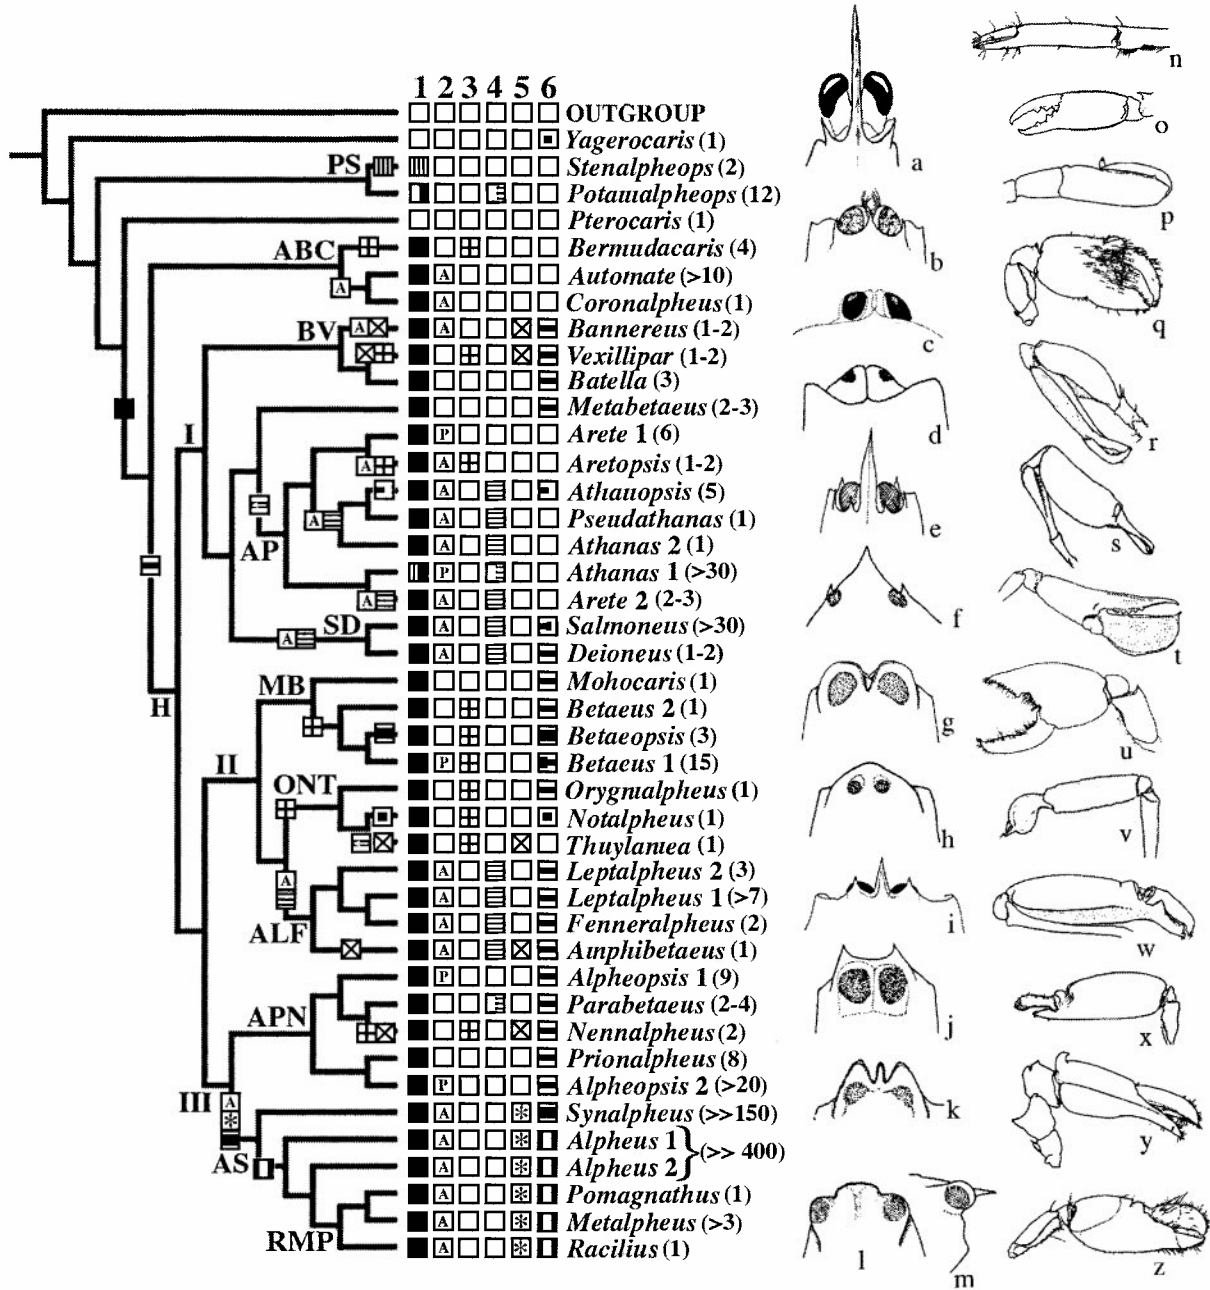 1 2 3 4 5 6
OUTGROUP
Yagerocaris (1)
PS Stenalpheops (2)
Potamalpheops (12)
Pterocaris (1)
ABC Bermudacaris (4)
A A Automate (>10)
A Coronalpheus (1)
BV A A Bannereus (1-2)
Vexillipar (1-2)
Batella (3)
Metabetaeus (2-3)
I P Arete 1 (6)
A A Aretopsis (1-2)
A Athanopsis (5)
A A Pseudathanas (1)
AP A Athanas 2 (1)
P Athanas 1 (>30)
A A Arete 2 (2-3)
A SD A Salmoneus (>30)
A Deioneus (1-2)
MB Mohocaris (1)
H Betaeus 2 (1)
Betaeopsis (3)
II P Betaeus 1 (15)
ONT Orygmalpheus (1)
Notalpheus (1)
Thuylamea (1)
A A Leptalpheus 2 (3)
A Leptalpheus 1 (>7)
A Fenneralpheus (2)
ALF A Amphibetaeus (1)
P Alpheopsis 1 (9)
APN Parabetaeus (2-4)
Nennalpheus (2)
Prionalpheus (8)
P Alpheopsis 2 (>20)
III A * A * Synalpheus (>>150)
A * Alpheus 1
(>> 400)
AS A * Alpheus 2
A * Pomagnathus (1)
A * Metalpheus (>3)
RMP A * Racilius (1)
a
b
c
d
e
f
g
h
i
j
k
l
m
n
o
p
q
r
s
t
u
v
w
x
y
z